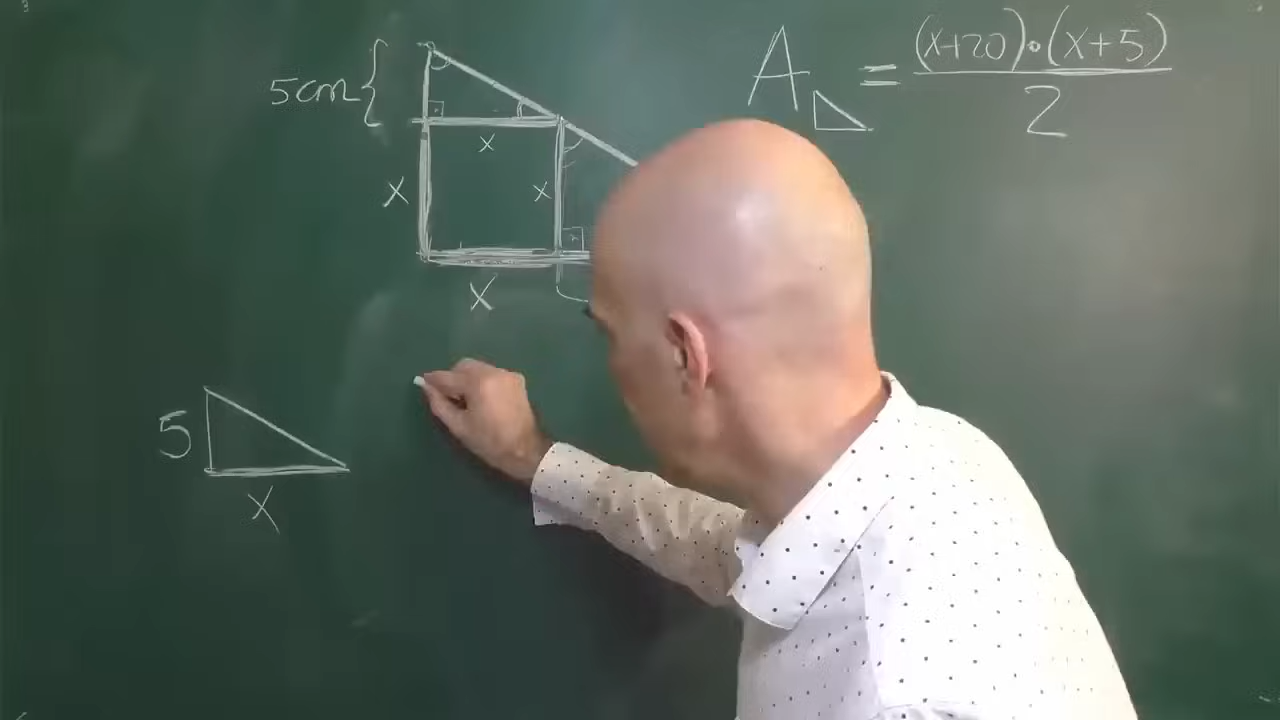 5cm
x
x
x
X
A = (x+20)•(x+5)
2
5
x